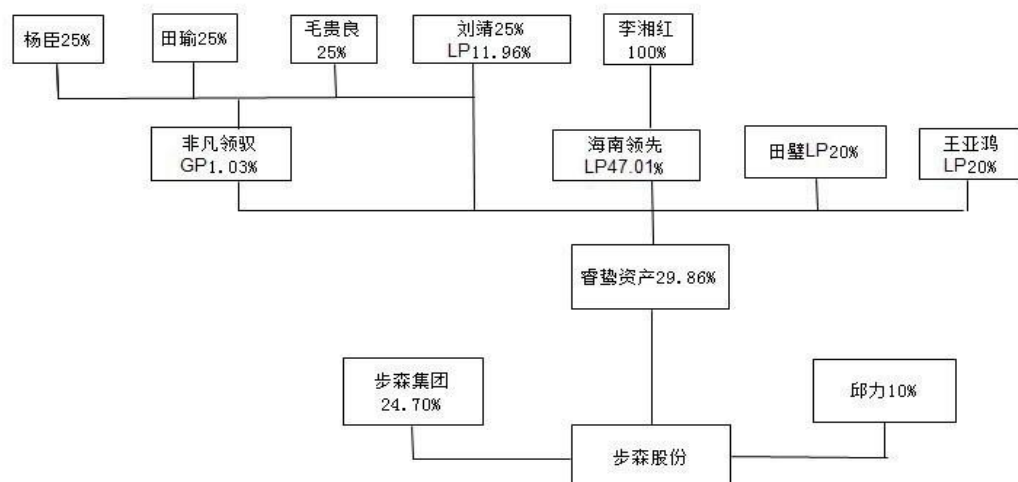 杨臣25%
田瑜25%
毛贵良
25%
刘靖25%
LP11.96%
李湘红
100%
非凡领驭
GP1.03%
海南领先
LP47.01%
田璧LP20%
王亚鸿
LP20%
睿鸷资产29.86%
步森集团
24.70%
邱力10%
步森股份